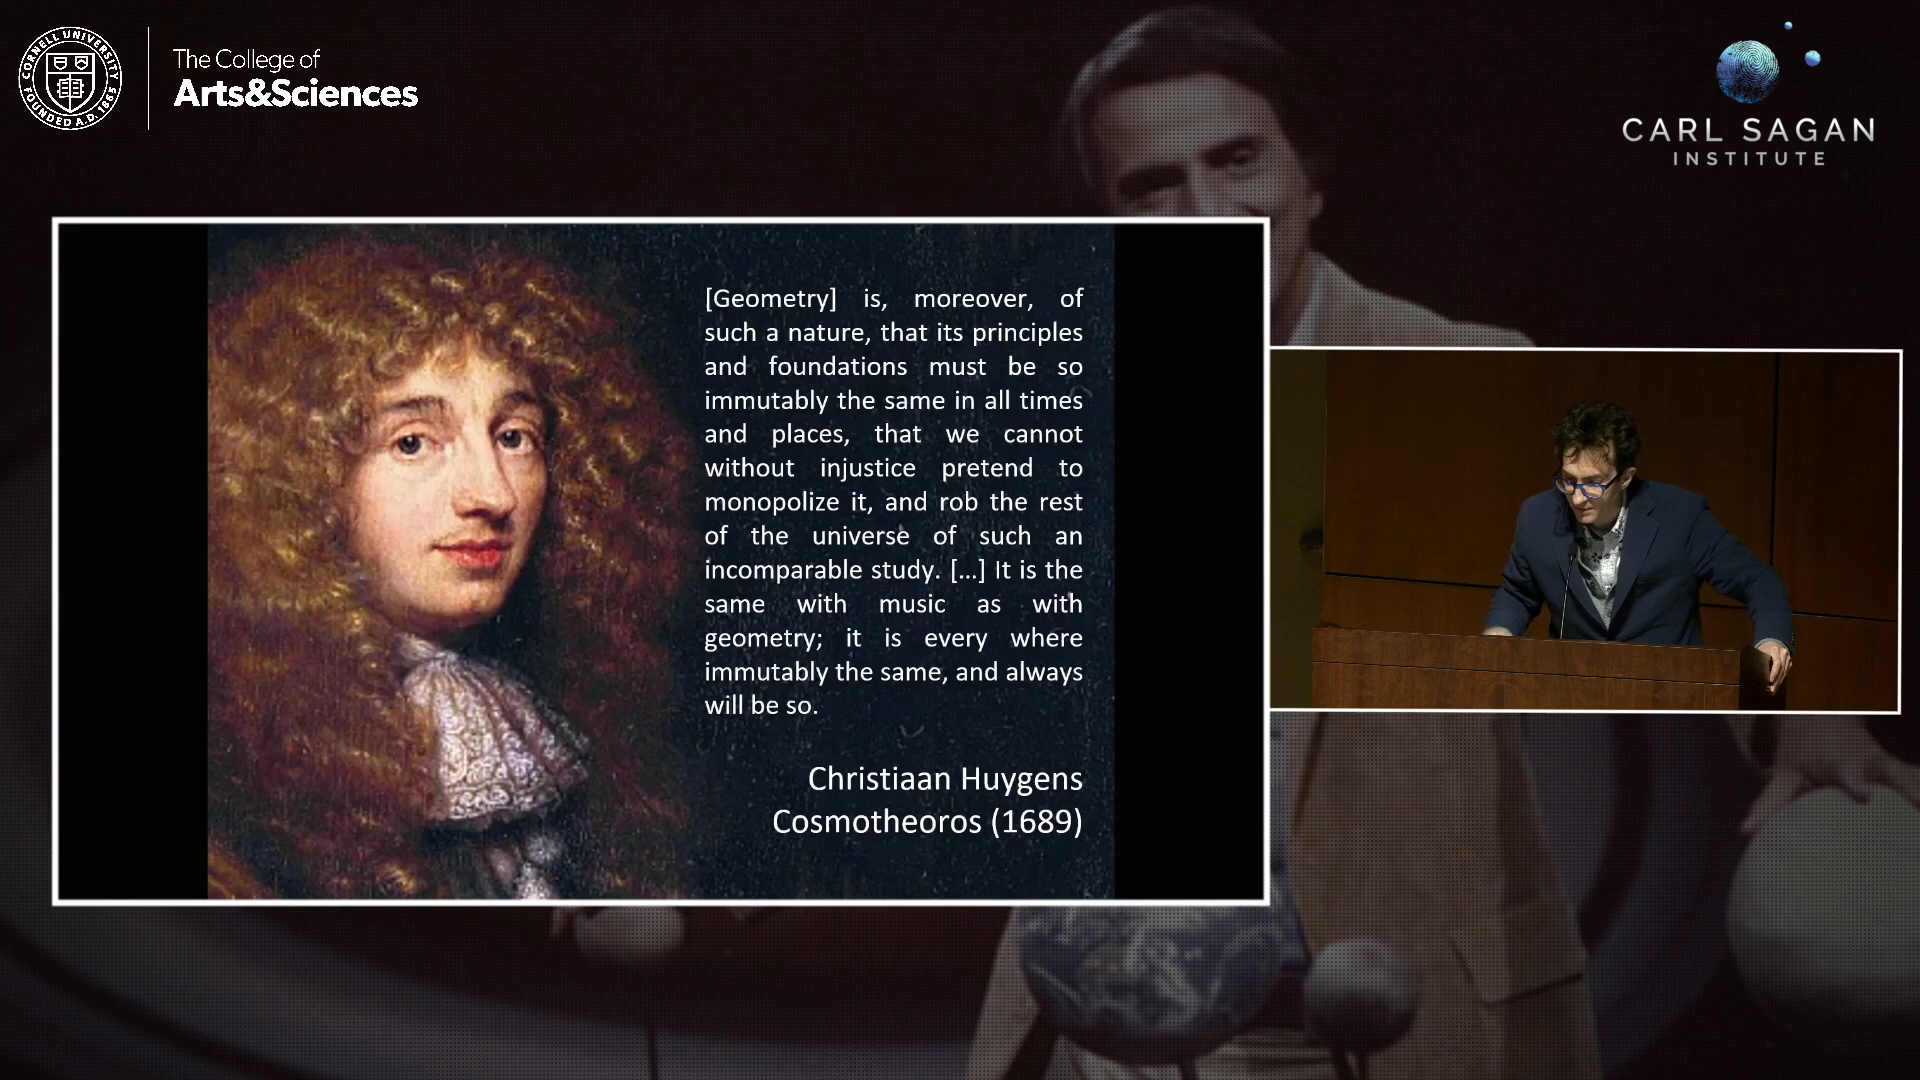 CORNELL UNIVERSITY
FOUNDED A.D. 1865
The College of
Arts&Sciences
CARL SAGAN
INSTITUTE
[Geometry] is, moreover, of
such a nature, that its principles
and foundations must be so
immutably the same in all times
and places, that we cannot
without injustice pretend to
monopolize it, and rob the rest
of the universe of such an
incomparable study. [...] It is the
same with music as with
geometry; it is every where
immutably the same, and always
will be so.
Christiaan Huygens
Cosmotheoros (1689)